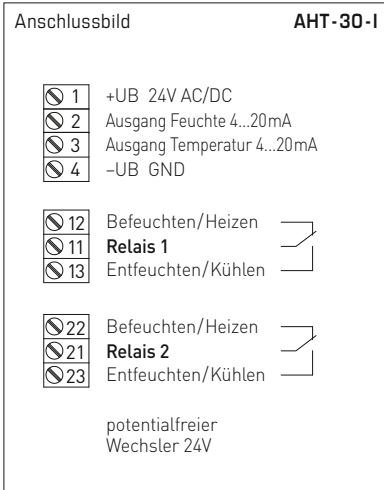 Anschlussbild AHT-30-I
1 +UB 24V AC/DC
2 Ausgang Feuchte 4...20mA
3 Ausgang Temperatur 4...20mA
4 –UB GND
12 Befeuchten/Heizen
11 Relais 1
13 Entfeuchten/Kühlen
22 Befeuchten/Heizen
21 Relais 2
23 Entfeuchten/Kühlen
potentialfreier
Wechsler 24V